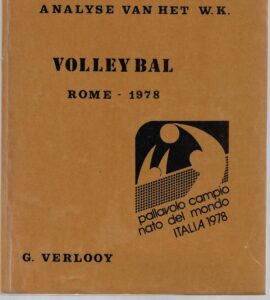 ANALYSE VAN HET W.K.
VOLLEYBAL
ROME - 1978
pallavolo campio
nato del mondo
ITALIA 1978
G. VERLOOY